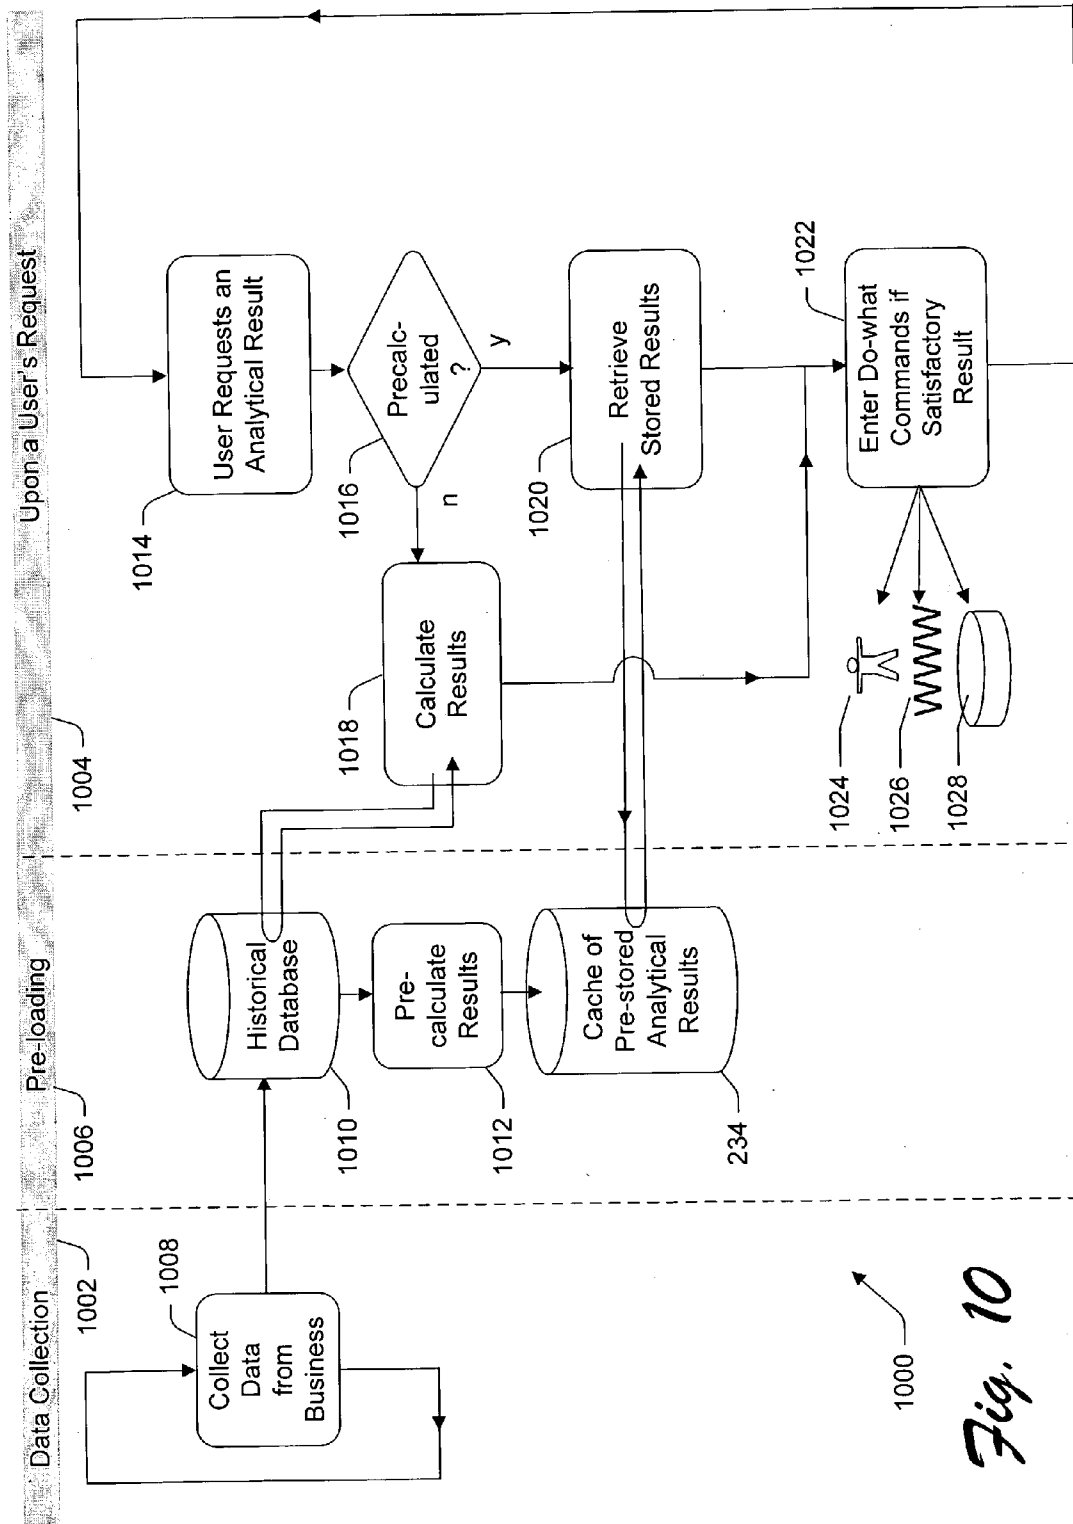 Data Collection
Pre-loading
Upon a User's Request
1002
1006
1004
1008
Collect
Data
from
Business
Historical
Database
1010
Pre-
calculate
Results
1012
Cache of
Pre-stored
Analytical
Results
234
1014
User Requests an
Analytical Result
1016
Precalc-
ulated
?
n
y
1018
Calculate
Results
1020
Retrieve
Stored Results
1022
Enter Do-what
Commands if
Satisfactory
Result
1024
1026
WWW
1028
1000
Fig. 10